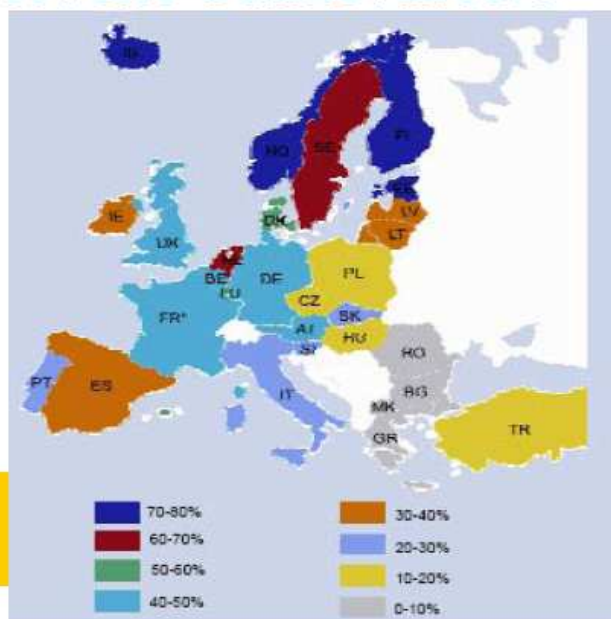 IS
NO
SE
FI
EE
LV
LT
DK
IE
UK
NL
BE
LU
DE
PL
CZ
SK
FR*
AT
HU
SI
RO
PT
ES
IT
BG
MK
GR
TR
70-80%
60-70%
50-60%
40-50%
30-40%
20-30%
10-20%
0-10%